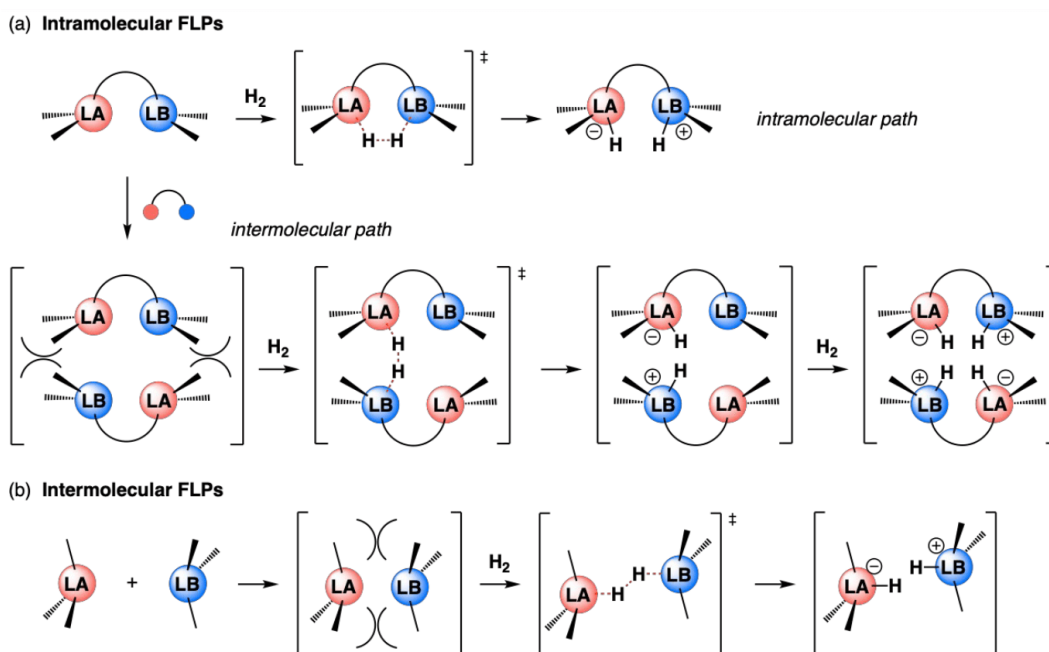 (a) Intramolecular FLPs
LA LB H2 LA LB ‡ LA LB
H H ⊖ H H ⊕
intramolecular path
intermolecular path
LA LB H2 LA LB ‡ LA LB H2 LA LB
H ⊖ H ⊖ H H ⊕
H ⊕ H ⊕ H H ⊖
LB LA LB LA LB LA LB LA
(b) Intermolecular FLPs
LA + LB LA LB H2 LA H H LB ‡ LA ⊖ H H LB ⊕